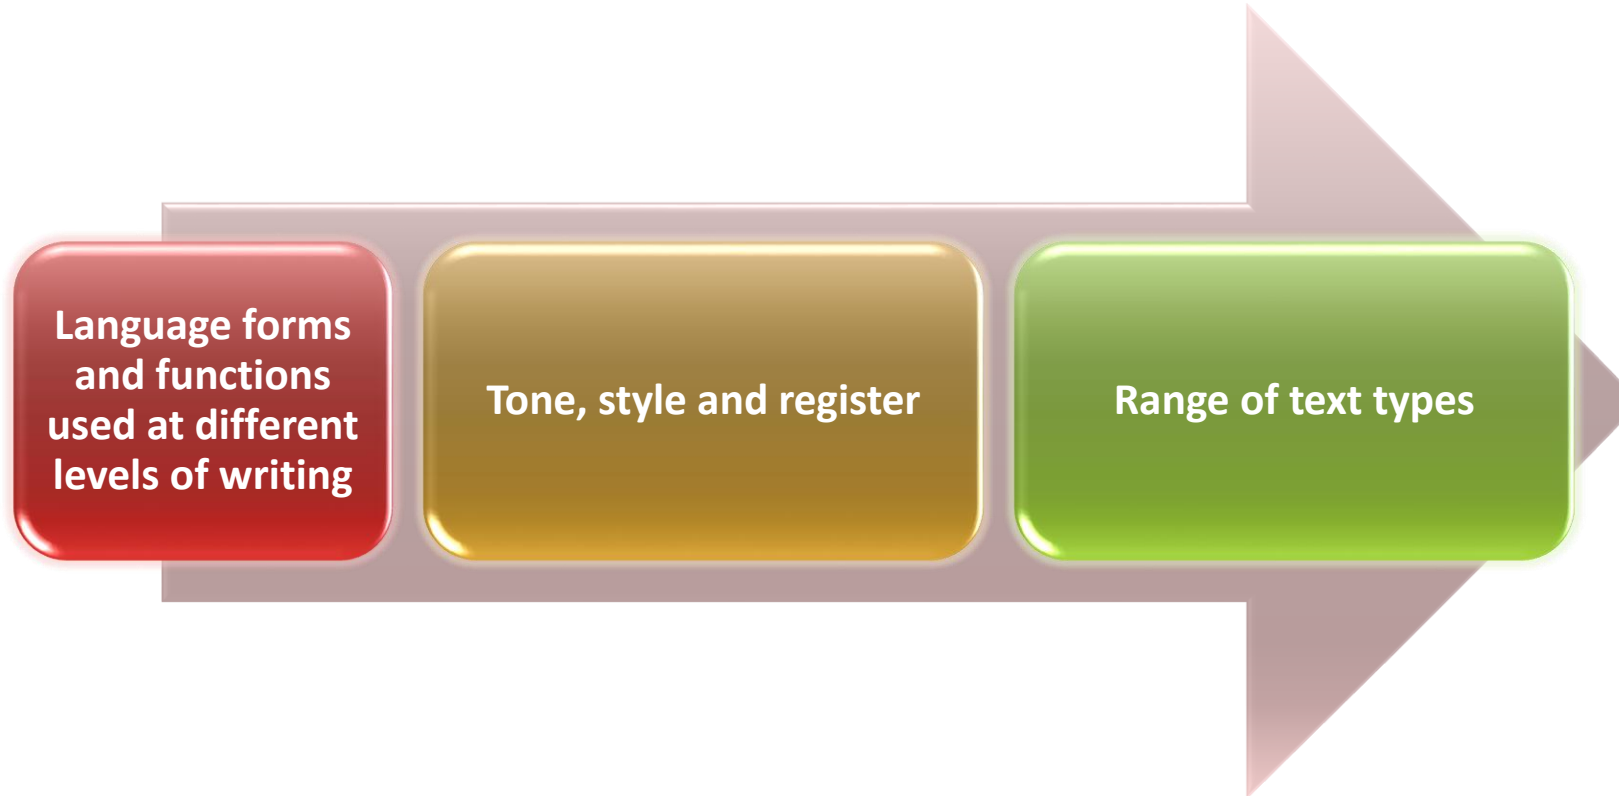 Language forms
and functions
used at different
levels of writing
Tone, style and register
Range of text types